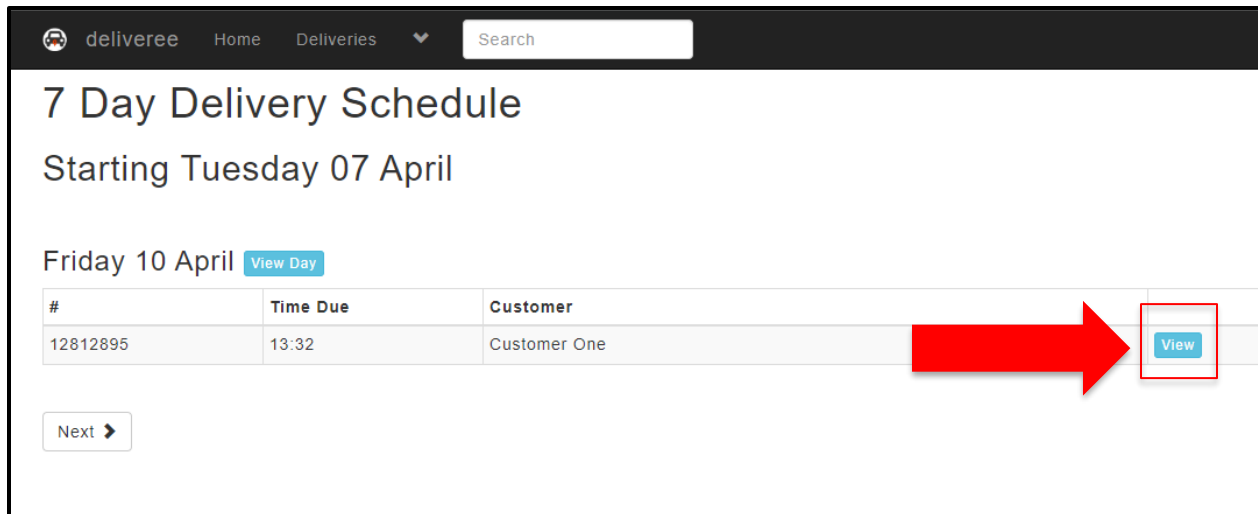 deliveree Home Deliveries Search
7 Day Delivery Schedule
Starting Tuesday 07 April
Friday 10 April View Day
# Time Due Customer
12812895 13:32 Customer One View
Next